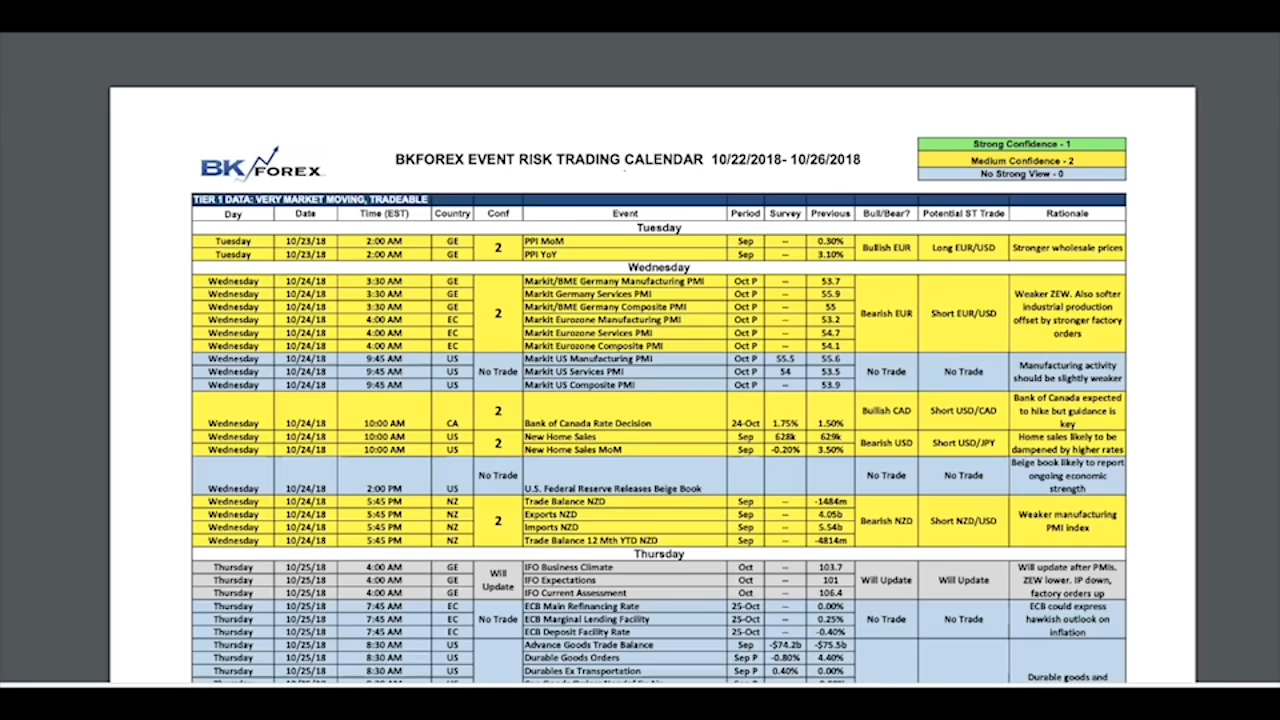 Strong Confidence - 1
BKFOREX EVENT RISK TRADING CALENDAR 10/22/2018- 10/26/2018
Medium Confidence - 2
No Strong View - 0
BK FOREX
TIER 1 DATA: VERY MARKET MOVING, TRADEABLE
Day Date Time (EST) Country Conf Event Period Survey Previous Bull/Bear? Potential ST Trade Rationale
Tuesday
Tuesday 10/23/18 2:00 AM GE 2 PPI MoM Sep -- 0.30% Bullish EUR Long EUR/USD Stronger wholesale prices
Tuesday 10/23/18 2:00 AM GE PPI YoY Sep -- 3.10%
Wednesday
Wednesday 10/24/18 3:30 AM GE Markit/BME Germany Manufacturing PMI Oct P -- 53.7
Wednesday 10/24/18 3:30 AM GE Markit Germany Services PMI Oct P -- 55.9 Weaker ZEW. Also softer
Wednesday 10/24/18 3:30 AM GE 2 Markit/BME Germany Composite PMI Oct P -- 55 Bearish EUR Short EUR/USD industrial production
Wednesday 10/24/18 4:00 AM EC Markit Eurozone Manufacturing PMI Oct P -- 53.2 offset by stronger factory
Wednesday 10/24/18 4:00 AM EC Markit Eurozone Services PMI Oct P -- 54.7 orders
Wednesday 10/24/18 4:00 AM EC Markit Eurozone Composite PMI Oct P -- 54.1
Wednesday 10/24/18 9:45 AM US Markit US Manufacturing PMI Oct P 55.5 55.6 Manufacturing activity
Wednesday 10/24/18 9:45 AM US No Trade Markit US Services PMI Oct P 54 53.5 No Trade No Trade should be slightly weaker
Wednesday 10/24/18 9:45 AM US Markit US Composite PMI Oct P -- 53.9
Bank of Canada expected
2 Bullish CAD Short USD/CAD to hike but guidance is
Wednesday 10/24/18 10:00 AM CA Bank of Canada Rate Decision 24-Oct 1.75% 1.50% key
Wednesday 10/24/18 10:00 AM US 2 New Home Sales Sep 628k 629k Bearish USD Short USD/JPY Home sales likely to be
Wednesday 10/24/18 10:00 AM US New Home Sales MoM Sep -0.20% 3.50% dampened by higher rates
Beige book likely to report
No Trade No Trade No Trade ongoing economic
Wednesday 10/24/18 2:00 PM US U.S. Federal Reserve Releases Beige Book strength
Wednesday 10/24/18 5:45 PM NZ Trade Balance NZD Sep -- -1484m
Wednesday 10/24/18 5:45 PM NZ 2 Exports NZD Sep -- 4.05b Bearish NZD Short NZD/USD Weaker manufacturing
Wednesday 10/24/18 5:45 PM NZ Imports NZD Sep -- 5.54b PMI index
Wednesday 10/24/18 5:45 PM NZ Trade Balance 12 Mth YTD NZD Sep -- -4814m
Thursday
Thursday 10/25/18 4:00 AM GE Will IFO Business Climate Oct -- 103.7 Will update after PMIs.
Thursday 10/25/18 4:00 AM GE Update IFO Expectations Oct -- 101 Will Update Will Update ZEW lower. IP down,
Thursday 10/25/18 4:00 AM GE IFO Current Assessment Oct -- 106.4 factory orders up
Thursday 10/25/18 7:45 AM EC ECB Main Refinancing Rate 25-Oct -- 0.00% ECB could express
Thursday 10/25/18 7:45 AM EC No Trade ECB Marginal Lending Facility 25-Oct -- 0.25% No Trade No Trade hawkish outlook on
Thursday 10/25/18 7:45 AM EC ECB Deposit Facility Rate 25-Oct -- -0.40% inflation
Thursday 10/25/18 8:30 AM US Advance Goods Trade Balance Sep -$74.2b -$75.5b
Thursday 10/25/18 8:30 AM US Durable Goods Orders Sep P -0.80% 4.40%
Thursday 10/25/18 8:30 AM US Durables Ex Transportation Sep P 0.40% 0.00% Durable goods and